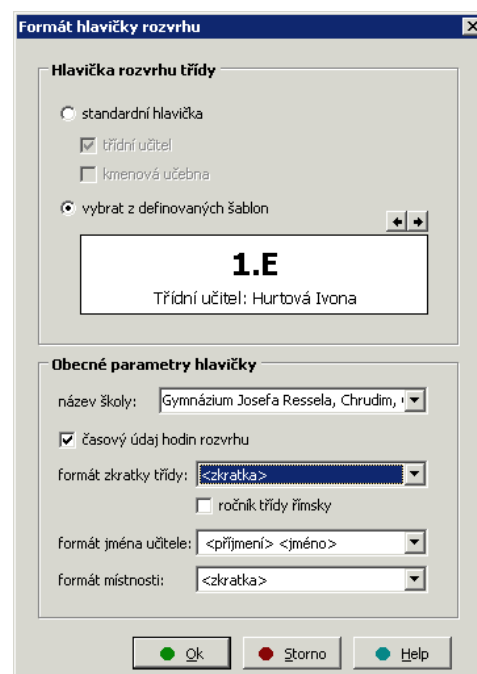 Formát hlavičky rozvrhu
Hlavička rozvrhu třídy
standardní hlavička
třídní učitel
kmenová učebna
vybrat z definovaných šablon
1.E
Třídní učitel: Hurtová Ivona
Obecné parametry hlavičky
název školy: Gymnázium Josefa Ressela, Chrudim,
časový údaj hodin rozvrhu
formát zkratky třídy: <zkratka>
ročník třídy římsky
formát jména učitele: <příjmení> <jméno>
formát místnosti: <zkratka>
Ok Storno Help